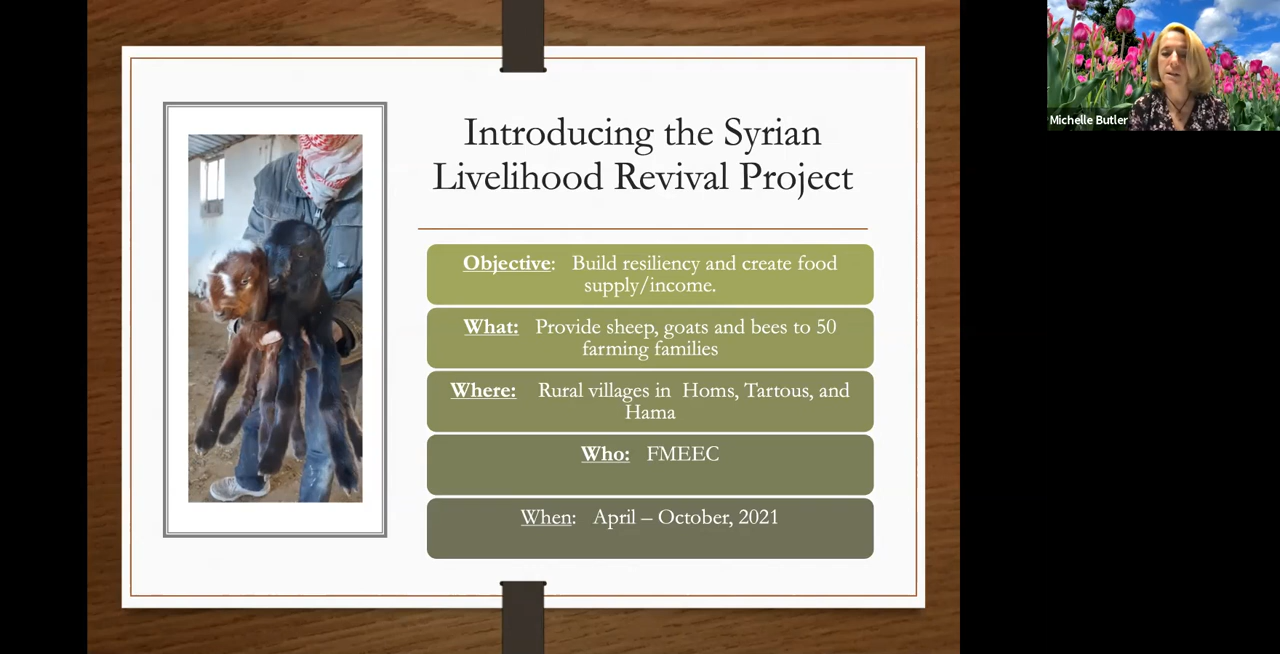 Introducing the Syrian
Livelihood Revival Project
Objective: Build resiliency and create food
supply/income.
What: Provide sheep, goats and bees to 50
farming families
Where: Rural villages in Homs, Tartous, and
Hama
Who: FMEEC
When: April – October, 2021
Michelle Butler